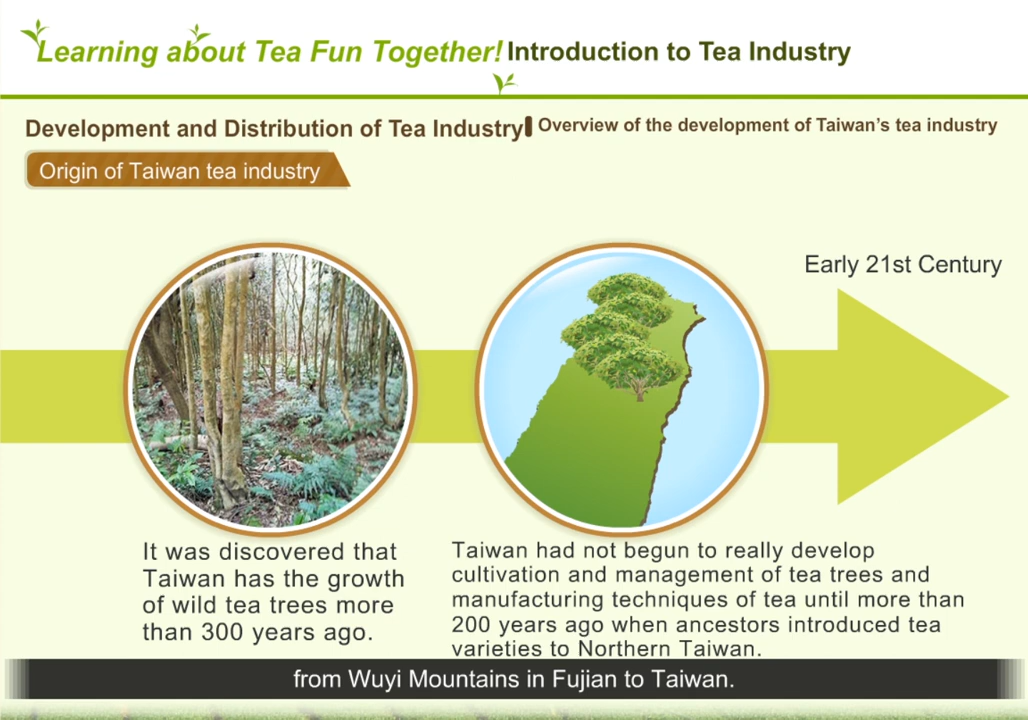 Learning about Tea Fun Together! Introduction to Tea Industry
Development and Distribution of Tea Industry Overview of the development of Taiwan's tea industry
Origin of Taiwan tea industry
Early 21st Century
It was discovered that
Taiwan has the growth
of wild tea trees more
than 300 years ago.
Taiwan had not begun to really develop
cultivation and management of tea trees and
manufacturing techniques of tea until more than
200 years ago when ancestors introduced tea
varieties to Northern Taiwan.
from Wuyi Mountains in Fujian to Taiwan.